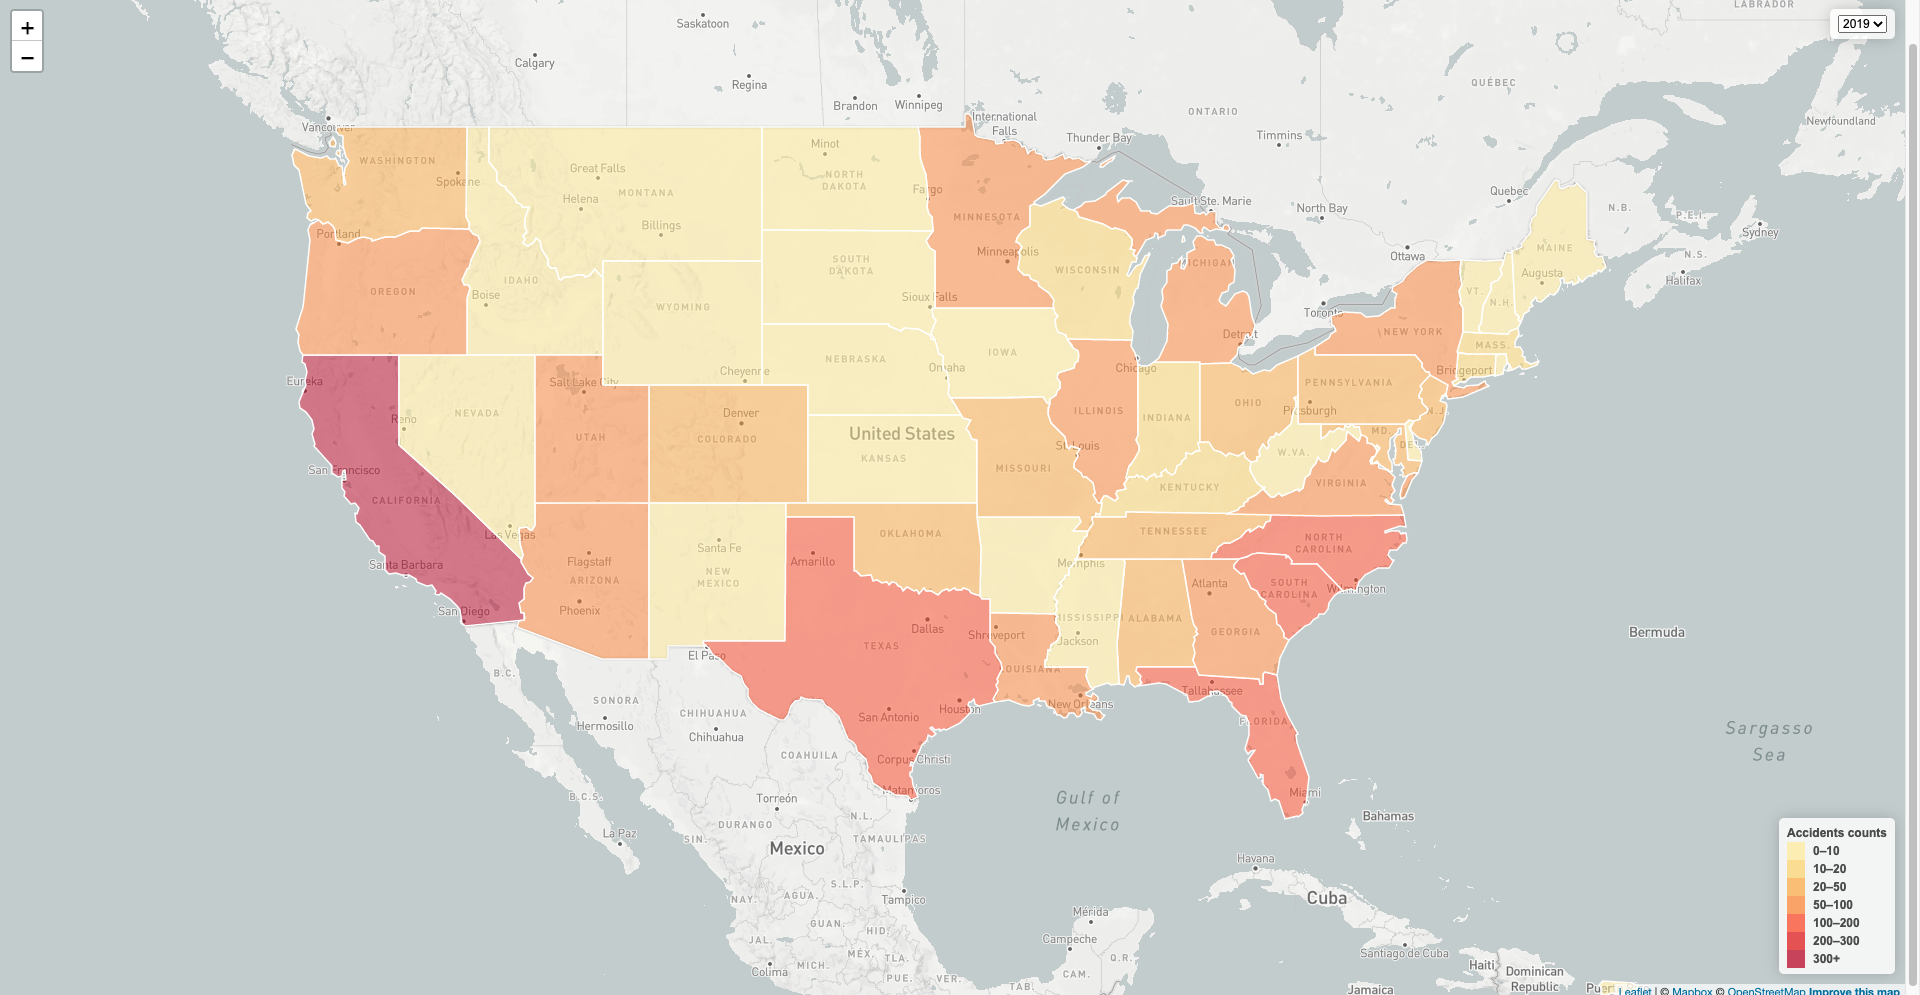 +
−
2019
LABRADOR
Saskatoon
Calgary
Regina
Brandon
Winnipeg
International
Falls
Thunder Bay
ONTARIO
Timmins
QUÉBEC
Newfoundland
Vancouver
Quebec
Sault Ste. Marie
North Bay
N.B.
P.E.I.
Sydney
N.S.
Halifax
Ottawa
Toronto
WASHINGTON
Spokane
Portland
OREGON
Great Falls
MONTANA
Helena
Billings
IDAHO
Boise
Minot
NORTH
DAKOTA
Fargo
MINNESOTA
Minneapolis
SOUTH
DAKOTA
Sioux Falls
WISCONSIN
MICHIGAN
Detroit
MAINE
Augusta
VT.
N.H.
NEW YORK
MASS.
Bridgeport
WYOMING
Cheyenne
NEBRASKA
IOWA
Omaha
Chicago
PENNSYLVANIA
Pittsburgh
N.J.
OHIO
INDIANA
ILLINOIS
Eureka
Reno
NEVADA
Salt Lake City
UTAH
Denver
COLORADO
United States
KANSAS
St. Louis
MISSOURI
MD.
DE.
W.VA.
VIRGINIA
KENTUCKY
San Francisco
CALIFORNIA
Las Vegas
Santa Barbara
San Diego
Flagstaff
ARIZONA
Phoenix
Santa Fe
NEW
MEXICO
Amarillo
OKLAHOMA
Memphis
TENNESSEE
NORTH
CAROLINA
SOUTH
CAROLINA
Wilmington
Atlanta
GEORGIA
ALABAMA
MISSISSIPPI
Jackson
Shreveport
LOUISIANA
New Orleans
Dallas
TEXAS
El Paso
San Antonio
Houston
Corpus Christi
Matamoros
Tallahassee
FLORIDA
Miami
Bermuda
Sargasso
Sea
Bahamas
Gulf of
Mexico
B.C.
SONORA
Hermosillo
CHIHUAHUA
Chihuahua
COAHUILA
B.C.S.
La Paz
Torreón
DURANGO
SIN.
N.L.
TAMAULIPAS
Mexico
S.L.P.
Tampico
NAY.
AGUA.
GUAN.
HID.
JAL.
MICH.
MÉX.
TLA.
Colima
PUE.
VER.
TAB.
Mérida
Campeche
Q.R.
CAM.
Havana
Cuba
Santiago de Cuba
Haiti
Dominican
Republic
Jamaica
Accidents counts
0–10
10–20
20–50
50–100
100–200
200–300
300+
Leaflet | © Mapbox © OpenStreetMap Improve this map